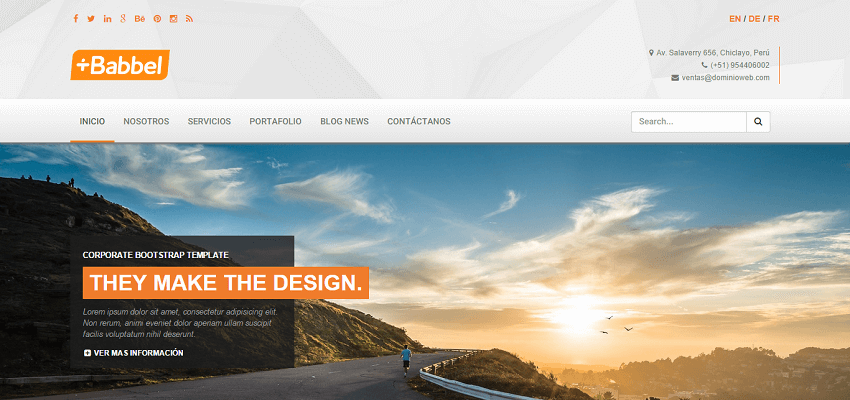 EN / DE / FR
+Babbel
Av. Salaverry 656, Chiclayo, Perú
(+51) 954406002
ventas@dominioweb.com
INICIO NOSOTROS SERVICIOS PORTAFOLIO BLOG NEWS CONTÁCTANOS
Search...
CORPORATE BOOTSTRAP TEMPLATE
THEY MAKE THE DESIGN.
Lorem ipsum dolor sit amet, consectetur adipisicing elit.
Non rerum, animi eveniet dolor aperiam ullam suscipit
facilis voluptatum nihil deserunt.
VER MAS INFORMACIÓN